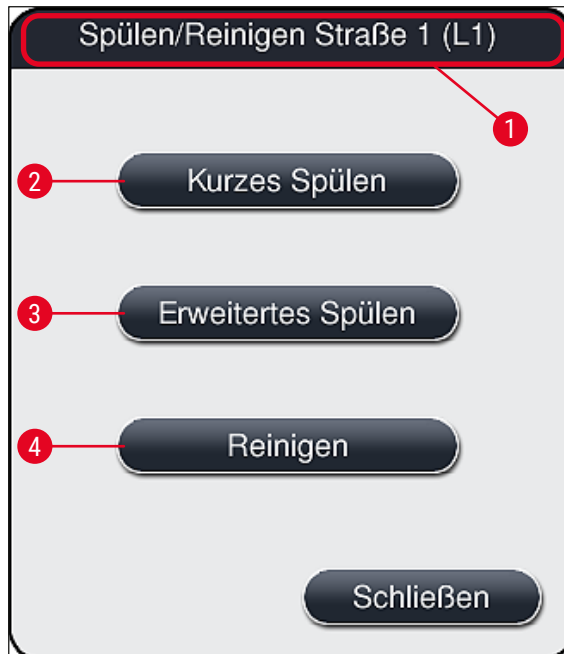 Spülen/Reinigen Straße 1 (L1)
1
2 Kurzes Spülen
3 Erweitertes Spülen
4 Reinigen
Schließen